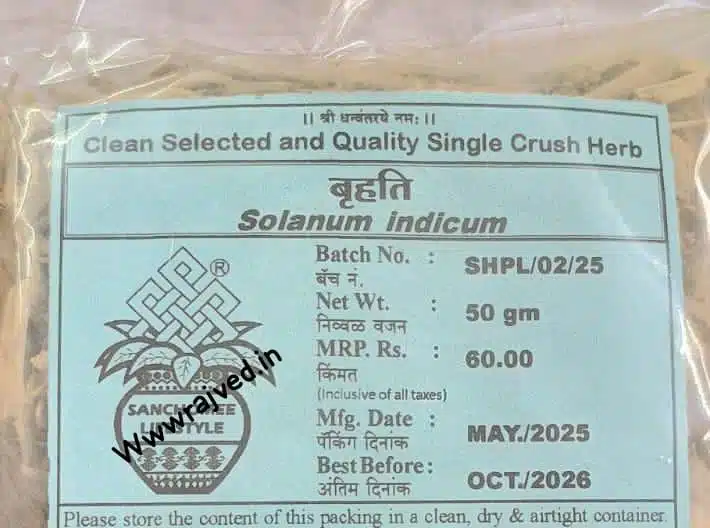 ।। श्री धन्वंतरये नमः ।।
Clean Selected and Quality Single Crush Herb
बृहति
Solanum indicum
Batch No. : SHPL/02/25
बॅच नं.
Net Wt. : 50 gm
निव्वळ वजन
MRP. Rs. : 60.00
किंमत
(Inclusive of all taxes)
Mfg. Date : MAY./2025
पॅकिंग दिनांक
Best Before : OCT./2026
अंतिम दिनांक
®
LIFESTYLE
www.rajved.in
Please store the content of this packing in a clean, dry & airtight container